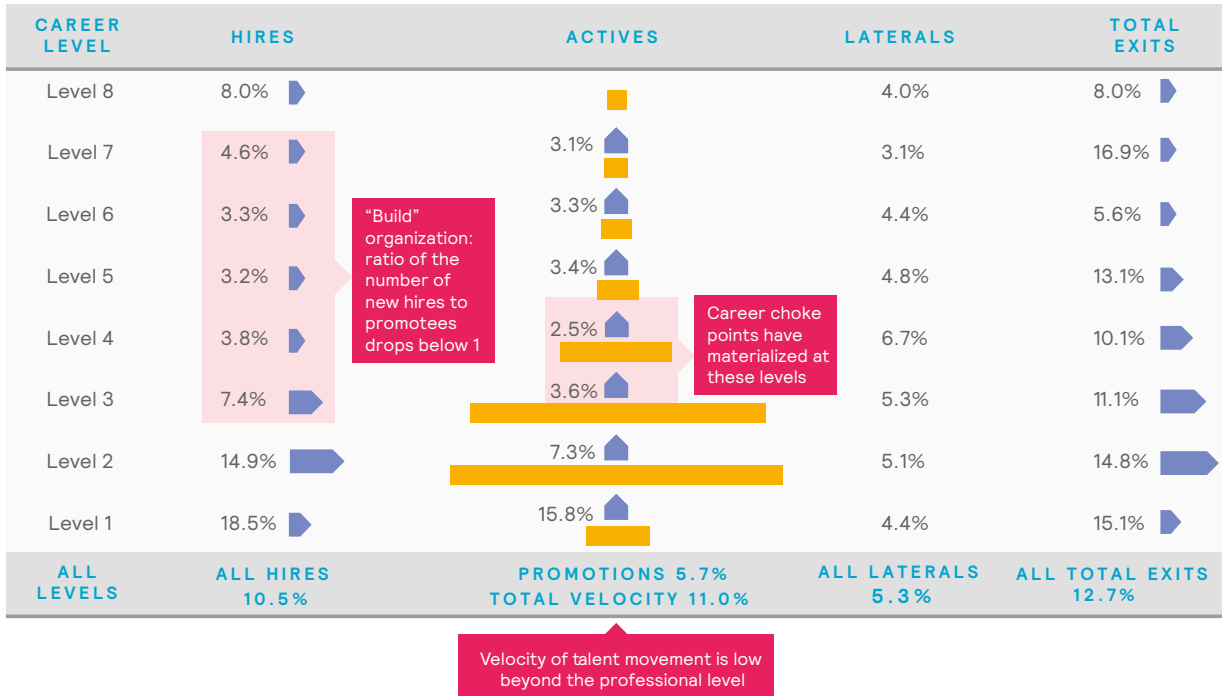 CAREER
LEVEL
HIRES
ACTIVES
LATERALS
TOTAL
EXITS
Level 8
8.0%
4.0%
8.0%
Level 7
4.6%
3.1%
3.1%
16.9%
Level 6
3.3%
3.3%
4.4%
5.6%
Level 5
3.2%
3.4%
4.8%
13.1%
Level 4
3.8%
2.5%
6.7%
10.1%
Level 3
7.4%
3.6%
5.3%
11.1%
Level 2
14.9%
7.3%
5.1%
14.8%
Level 1
18.5%
15.8%
4.4%
15.1%
“Build”
organization:
ratio of the
number of
new hires to
promotees
drops below 1
Career choke
points have
materialized at
these levels
ALL
LEVELS
ALL HIRES
10.5%
PROMOTIONS 5.7%
TOTAL VELOCITY 11.0%
ALL LATERALS
5.3%
ALL TOTAL EXITS
12.7%
Velocity of talent movement is low
beyond the professional level